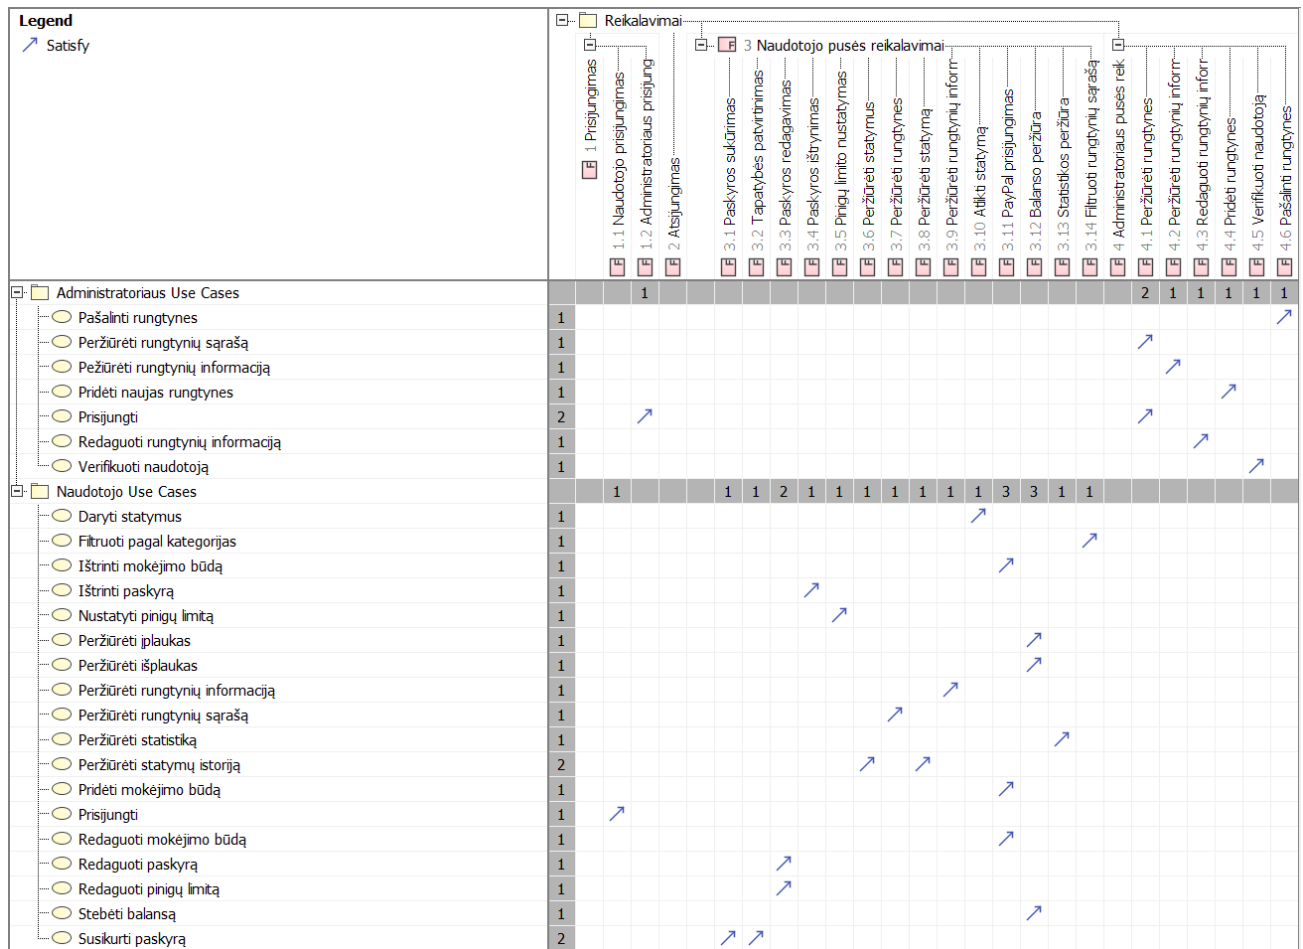 Legend
Satisfy
Reikalavimai
1 Prisijungimas
1.1 Naudotojo prisijungimas
1.2 Administratoriaus prisijung
2 Atsijungimas
3 Naudotojo pusės reikalavimai
3.1 Paskyros sukūrimas
3.2 Tapatybės patvirtinimas
3.3 Paskyros redagavimas
3.4 Paskyros ištrynimas
3.5 Pinigų limito nustatymas
3.6 Peržiūrėti statymus
3.7 Peržiūrėti rungtynes
3.8 Peržiūrėti statymą
3.9 Peržiūrėti rungtynių inform
3.10 Atlikti statymą
3.11 PayPal prisijungimas
3.12 Balanso peržiūra
3.13 Statistikos peržiūra
3.14 Filtruoti rungtynių sąrašą
4 Administratoriaus pusės reik
4.1 Peržiūrėti rungtynes
4.2 Peržiūrėti rungtynių inform
4.3 Redaguoti rungtynių infor
4.4 Pridėti rungtynes
4.5 Verifikuoti naudotoją
4.6 Pašalinti rungtynes
Administratoriaus Use Cases 1 2 1 1 1 1 1
Pašalinti rungtynes 1
Peržiūrėti rungtynių sąrašą 1
Pežiūrėti rungtynių informaciją 1
Pridėti naujas rungtynes 1
Prisijungti 2
Redaguoti rungtynių informaciją 1
Verifikuoti naudotoją 1
Naudotojo Use Cases 1 1 1 2 1 1 1 1 1 1 1 3 3 1 1
Daryti statymus 1
Filtruoti pagal kategorijas 1
Ištrinti mokėjimo būdą 1
Ištrinti paskyrą 1
Nustatyti pinigų limitą 1
Peržiūrėti įplaukas 1
Peržiūrėti išplaukas 1
Peržiūrėti rungtynių informaciją 1
Peržiūrėti rungtynių sąrašą 1
Peržiūrėti statistiką 1
Peržiūrėti statymų istoriją 2
Pridėti mokėjimo būdą 1
Prisijungti 1
Redaguoti mokėjimo būdą 1
Redaguoti paskyrą 1
Redaguoti pinigų limitą 1
Stebėti balansą 1
Susikurti paskyrą 2